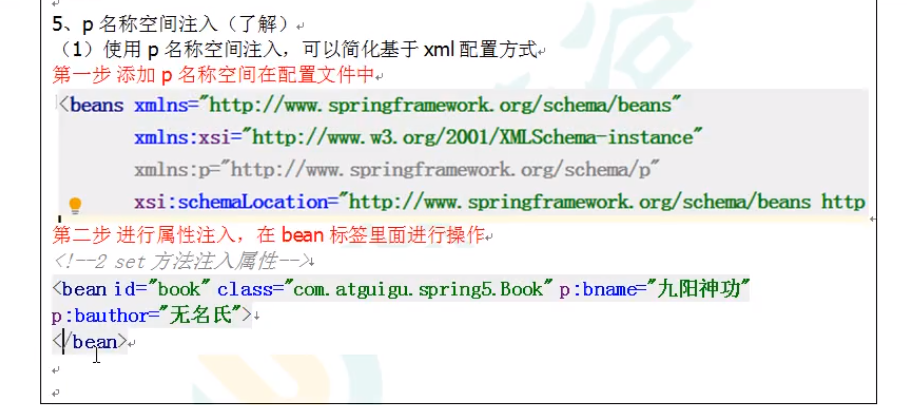 5、p 名称空间注入（了解）
（1）使用 p 名称空间注入，可以简化基于 xml 配置方式
第一步 添加 p 名称空间在配置文件中
<beans xmlns="http://www.springframework.org/schema/beans"
xmlns:xsi="http://www.w3.org/2001/XMLSchema-instance"
xmlns:p="http://www.springframework.org/schema/p"
xsi:schemaLocation="http://www.springframework.org/schema/beans http
第二步 进行属性注入，在 bean 标签里面进行操作
<!--2 set 方法注入属性-->
<bean id="book" class="com.atguigu.spring5.Book" p:bname="九阳神功"
p:bauthor="无名氏">
</bean>